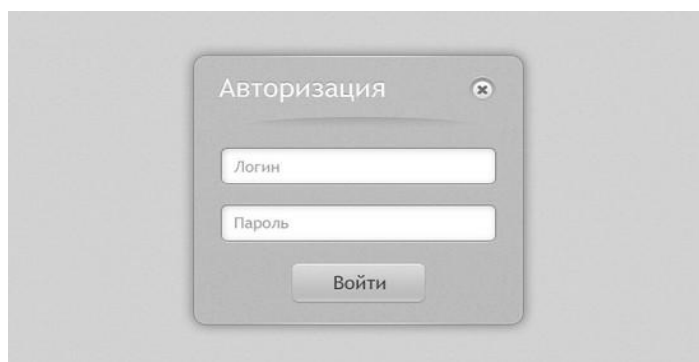 Авторизация
Логин
Пароль
Войти